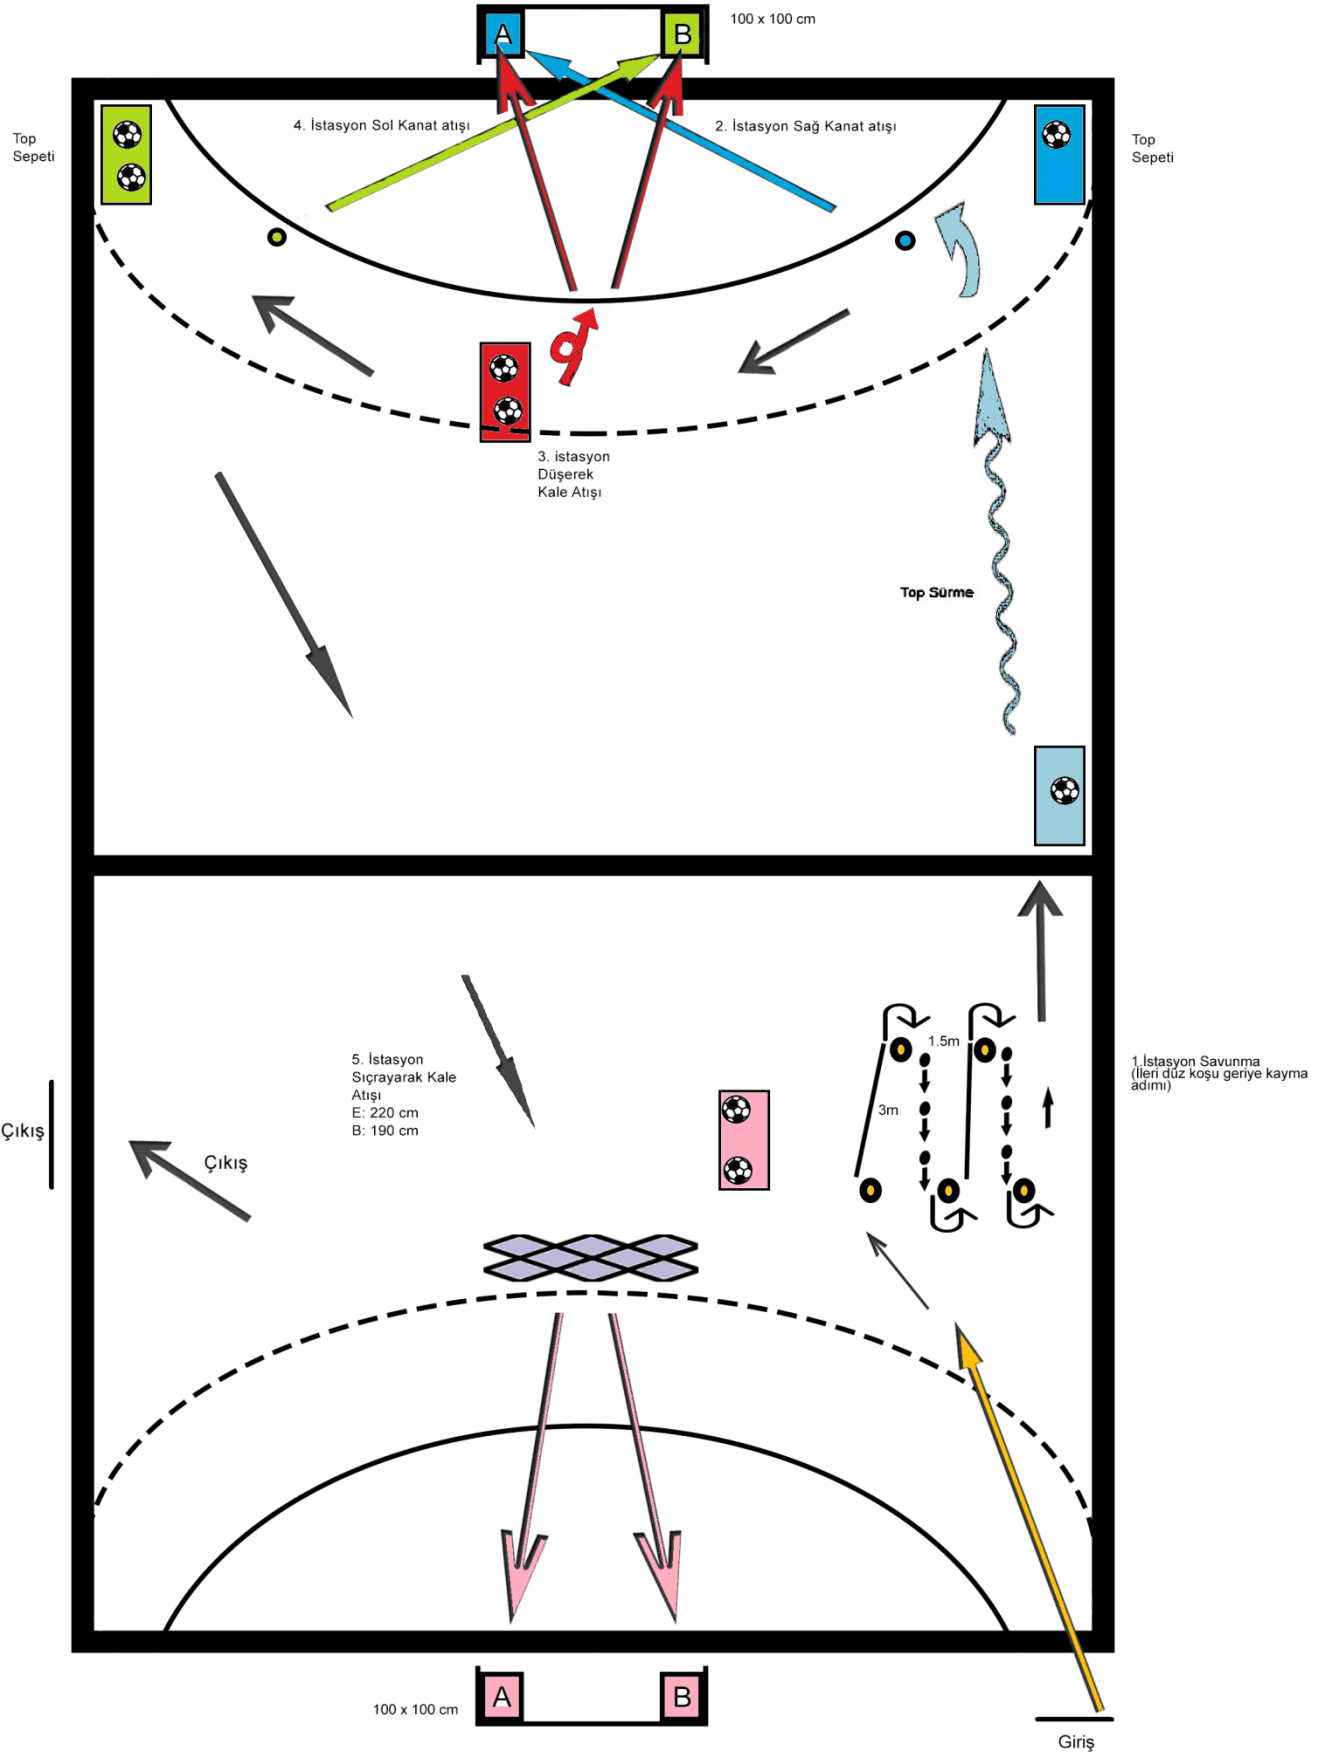 A
B
100 x 100 cm
4. İstasyon Sol Kanat atışı
2. İstasyon Sağ Kanat atışı
Top
Sepeti
Top
Sepeti
3. istasyon
Düşerek
Kale Atışı
Top Sürme
1.5m
3m
5. İstasyon
Sıçrayarak Kale
Atışı
E: 220 cm
B: 190 cm
1.İstasyon Savunma
(İleri düz koşu geriye kayma
adımı)
Çıkış
Çıkış
A
B
100 x 100 cm
Giriş